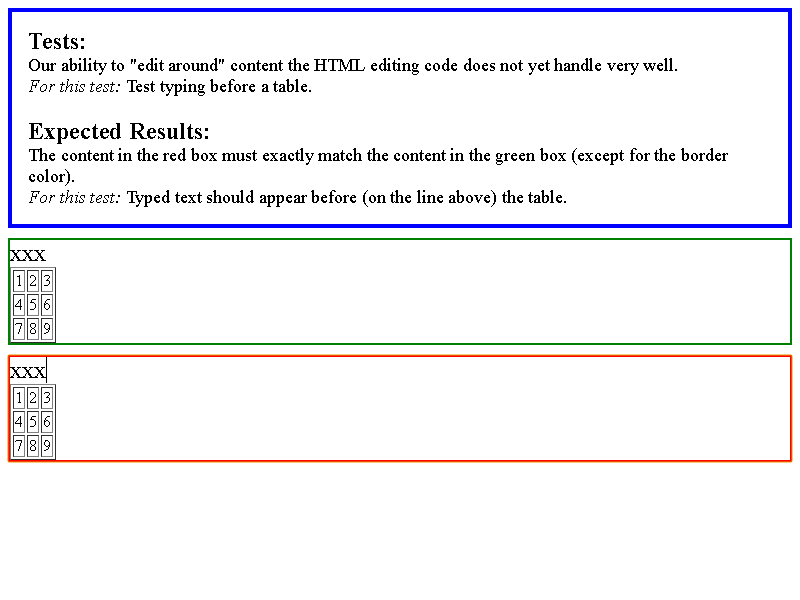 Tests:
Our ability to "edit around" content the HTML editing code does not yet handle very well.
For this test: Test typing before a table.
Expected Results:
The content in the red box must exactly match the content in the green box (except for the border
color).
For this test: Typed text should appear before (on the line above) the table.
xxx
1 2 3
4 5 6
7 8 9
xxx
1 2 3
4 5 6
7 8 9